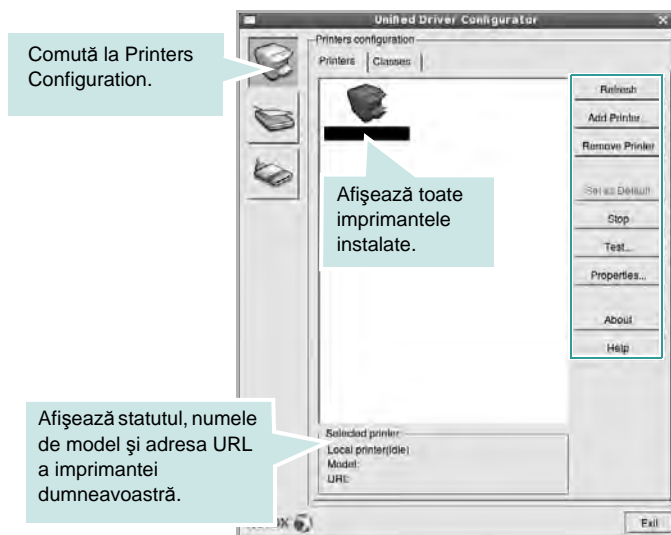 Unified Driver Configurator
Comută la Printers
Configuration.
Printers configuration
Printers
Classes
Refresh
Add Printer...
Remove Printer
Set as Default
Stop
Test...
Properties...
About
Help
Afişează toate
imprimantele
instalate.
Afişează statutul, numele
de model şi adresa URL
a imprimantei
dumneavoastră.
Selected printer:
Local printer(idle)
Model:
URL:
Exit